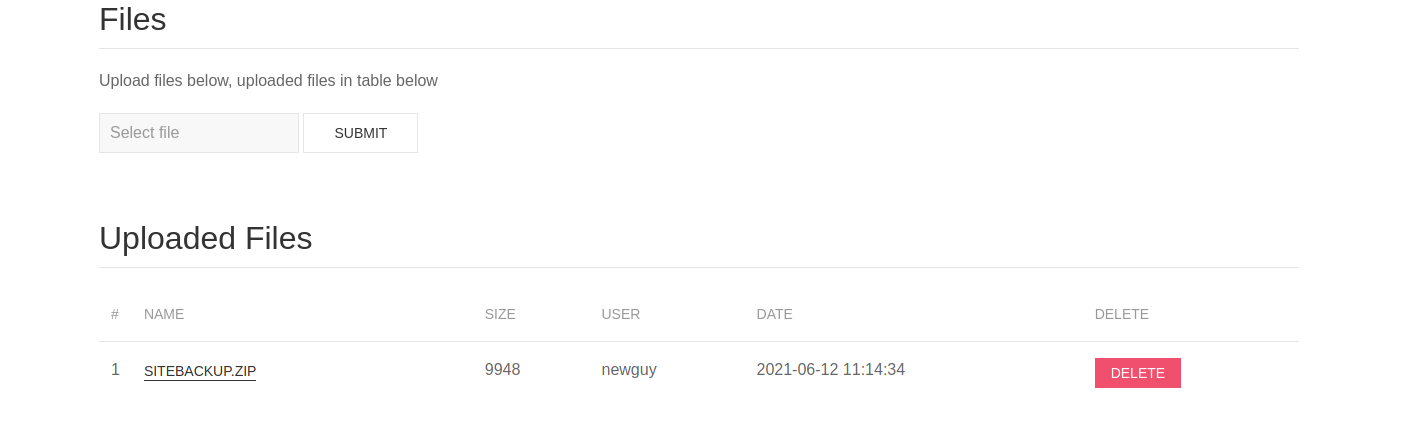 Files
Upload files below, uploaded files in table below
Select file SUBMIT
Uploaded Files
# NAME SIZE USER DATE DELETE
1 SITEBACKUP.ZIP 9948 newguy 2021-06-12 11:14:34 DELETE